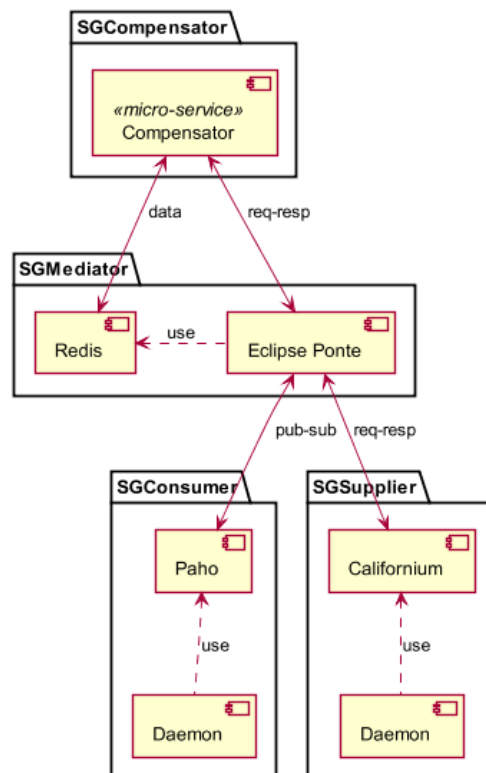 SGCompensator
«micro-service»
Compensator
data
req-resp
SGMediator
Redis
use
Eclipse Ponte
pub-sub
req-resp
SGConsumer
SGSupplier
Paho
Californium
use
use
Daemon
Daemon